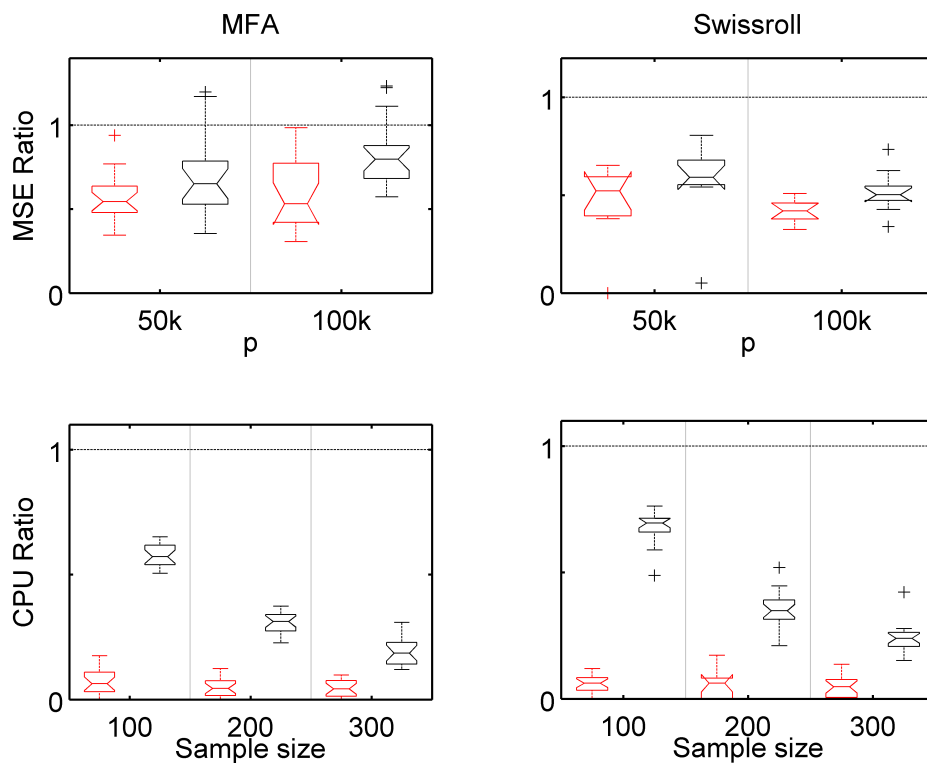 MFA
Swissroll
MSE Ratio
1
0
50k
100k
p
1
0
50k
100k
p
CPU Ratio
1
0
100
200
300
Sample size
1
0
100
200
300
Sample size